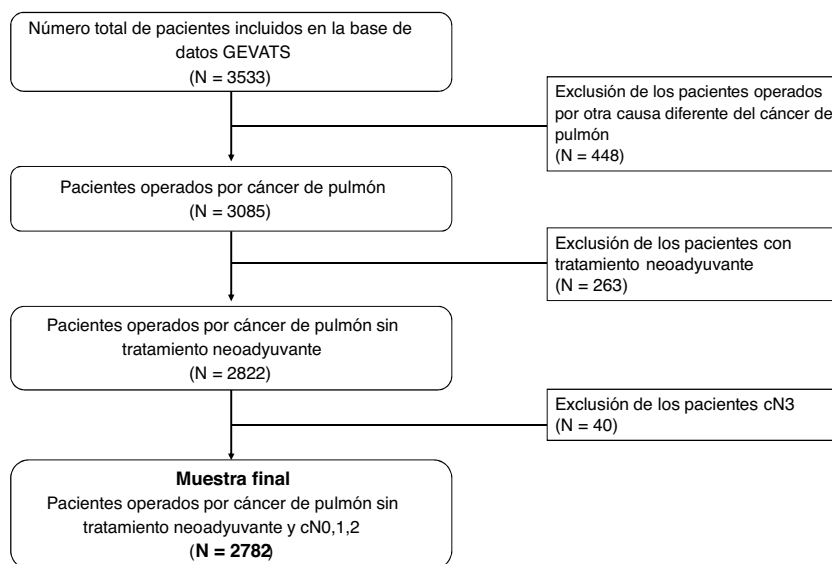 Número total de pacientes incluidos en la base de
datos GEVATS
(N = 3533)
Exclusión de los pacientes operados
por otra causa diferente del cáncer de
pulmón
(N = 448)
Pacientes operados por cáncer de pulmón
(N = 3085)
Exclusión de los pacientes con
tratamiento neoadyuvante
(N = 263)
Pacientes operados por cáncer de pulmón sin
tratamiento neoadyuvante
(N = 2822)
Exclusión de los pacientes cN3
(N = 40)
Muestra final
Pacientes operados por cáncer de pulmón sin
tratamiento neoadyuvante y cN0,1,2
(N = 2782)